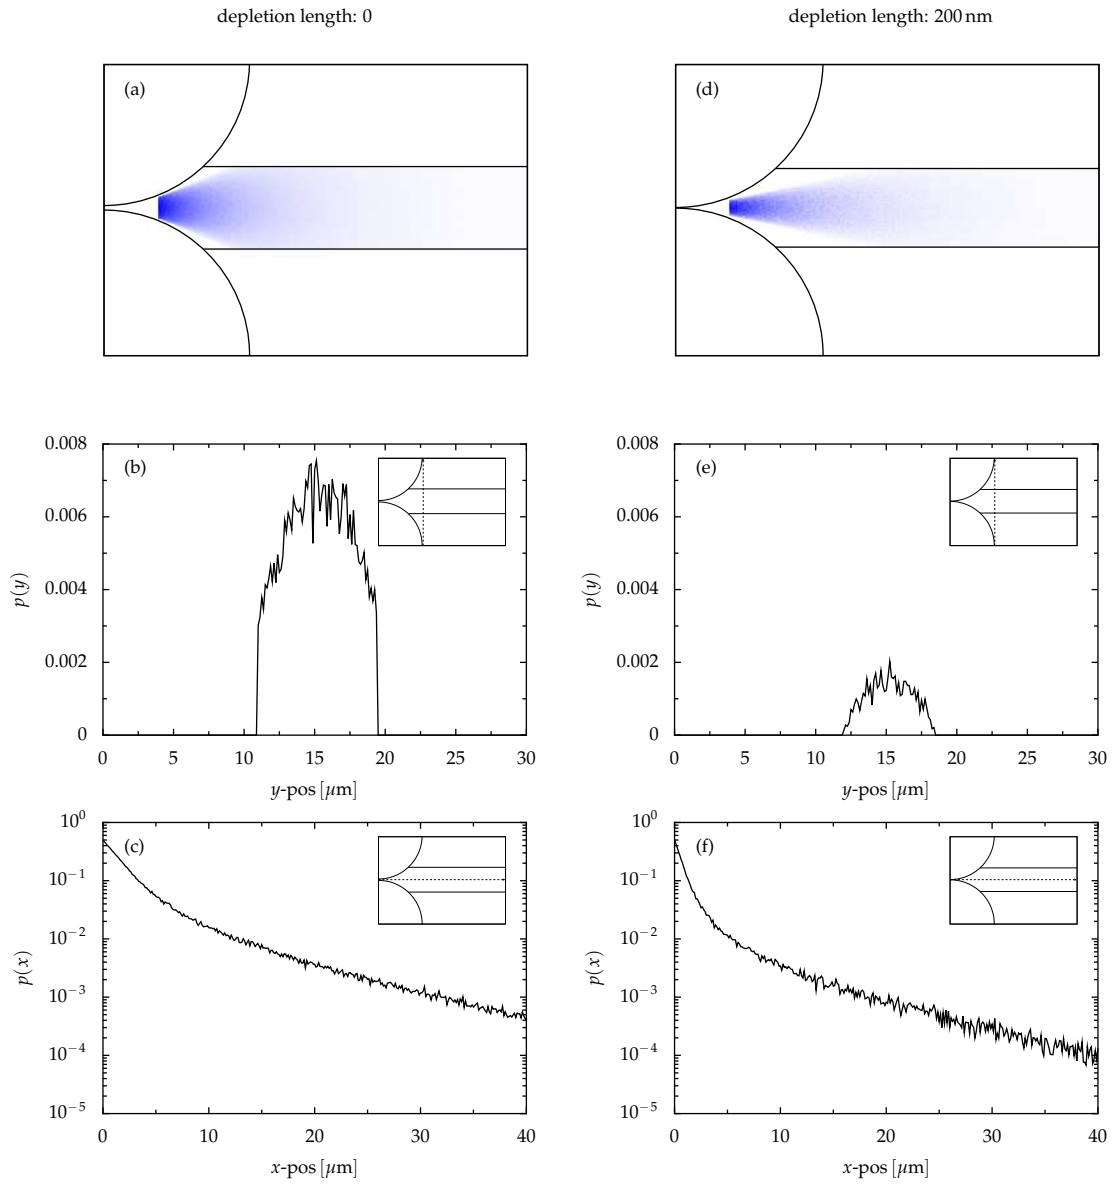 depletion length: 0
depletion length: 200 nm
(a)
(d)
(b)
0.008
0.006
0.004
0.002
0
p(y)
0 5 10 15 20 25 30
y-pos [µm]
(e)
0.008
0.006
0.004
0.002
0
p(y)
0 5 10 15 20 25 30
y-pos [µm]
(c)
10⁰
10⁻¹
10⁻²
10⁻³
10⁻⁴
10⁻⁵
p(x)
0 10 20 30 40
x-pos [µm]
(f)
10⁰
10⁻¹
10⁻²
10⁻³
10⁻⁴
10⁻⁵
p(x)
0 10 20 30 40
x-pos [µm]